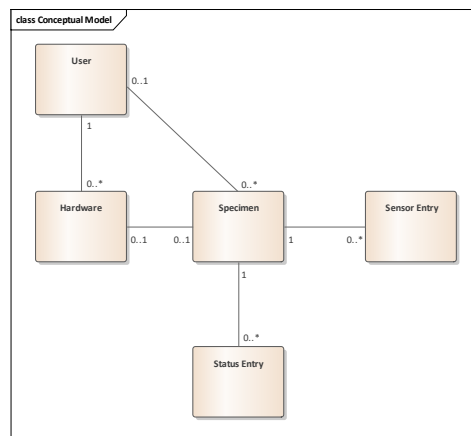 class Conceptual Model
User
0..1
1
0..*
0..*
Hardware
Specimen
Sensor Entry
0..1
0..1
1
0..*
1
0..*
Status Entry